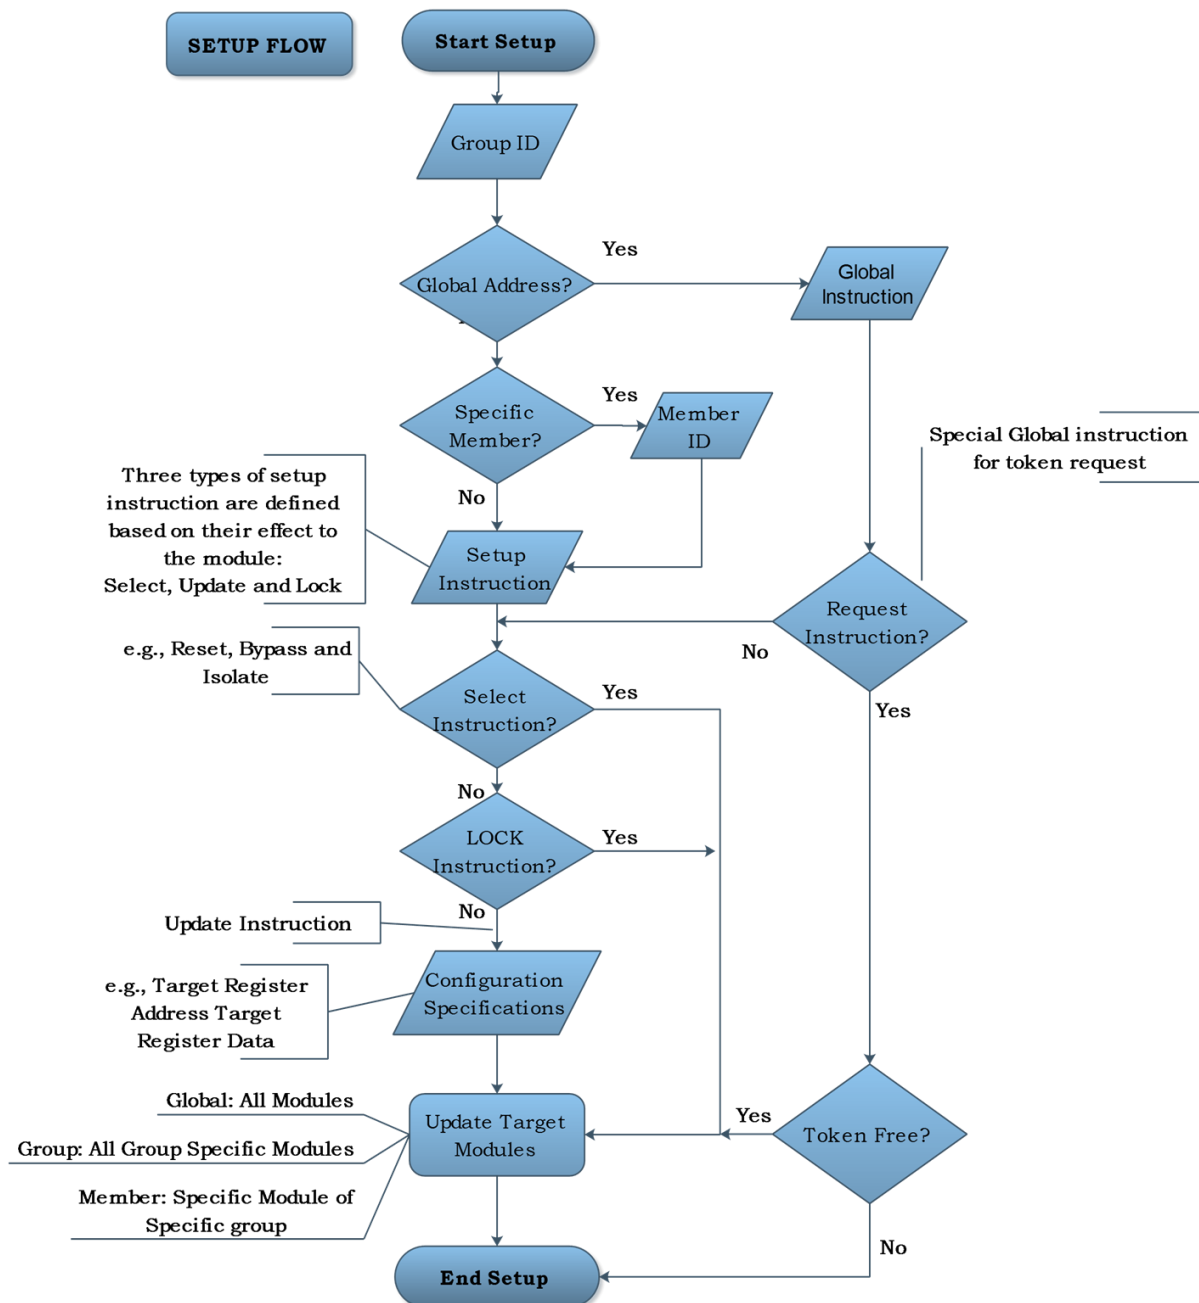 SETUP FLOW
Start Setup
Group ID
Global Address?
Yes
Global
Instruction
Specific
Member?
Yes
Member
ID
Special Global instruction
for token request
No
Three types of setup
instruction are defined
based on their effect to
the module:
Select, Update and Lock
Setup
Instruction
Request
Instruction?
No
Yes
e.g., Reset, Bypass and
Isolate
Select
Instruction?
Yes
No
LOCK
Instruction?
Yes
No
Update Instruction
Configuration
Specifications
e.g., Target Register
Address Target
Register Data
Global: All Modules
Group: All Group Specific Modules
Member: Specific Module of
Specific group
Update Target
Modules
Yes
Token Free?
No
End Setup